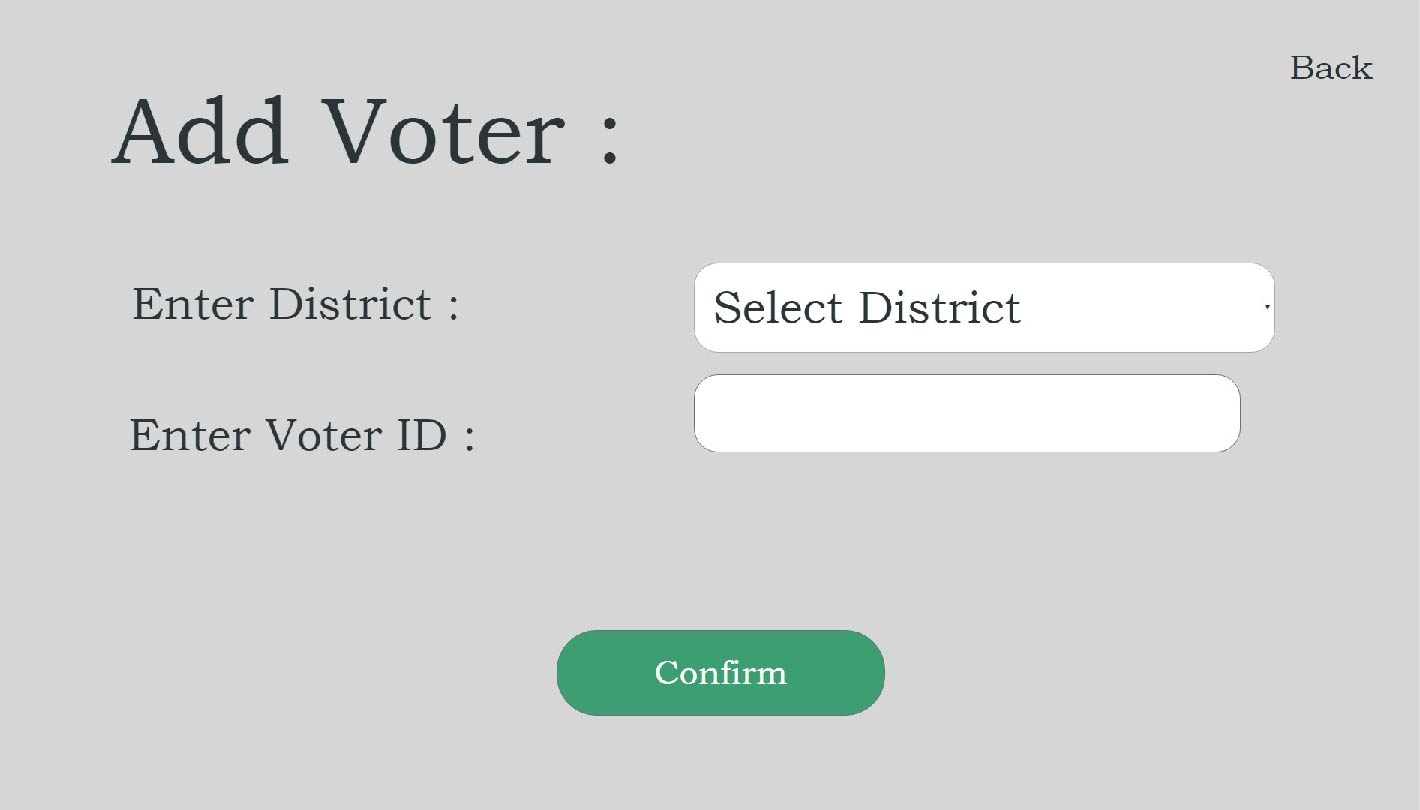 Back
Add Voter :
Enter District :
Select District
Enter Voter ID :
Confirm